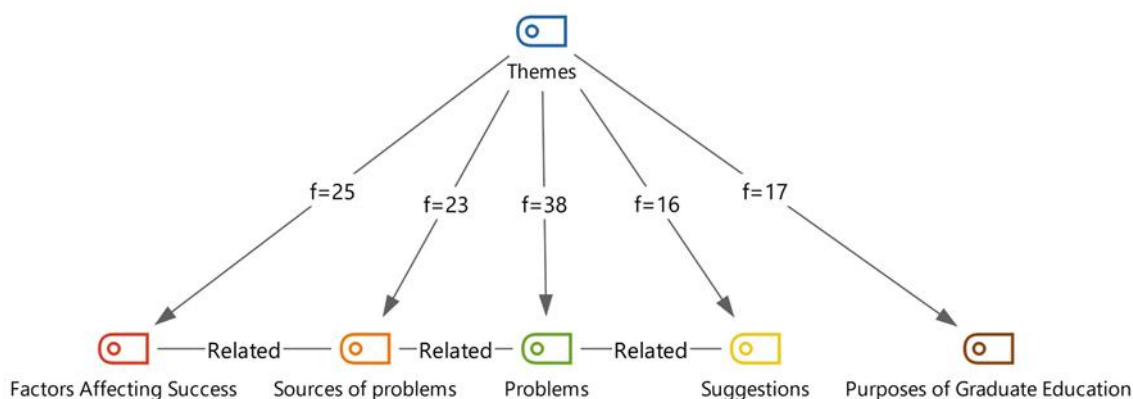 Themes
f=25
f=23
f=38
f=16
f=17
Related
Related
Related
Factors Affecting Success
Sources of problems
Problems
Suggestions
Purposes of Graduate Education